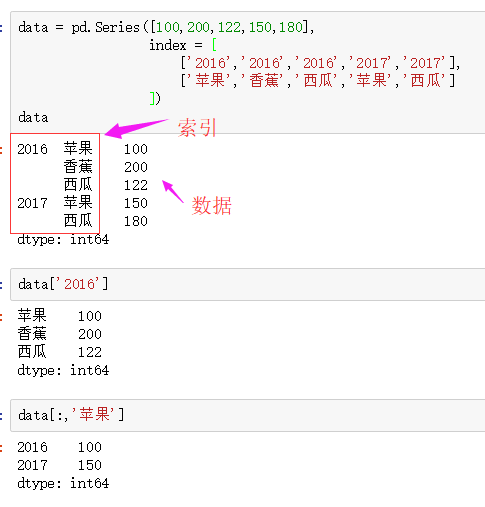 data = pd.Series([100,200,122,150,180],
index = [
['2016','2016','2016','2017','2017'],
['苹果','香蕉','西瓜','苹果','西瓜']
])
data
索引
2016 苹果 100
香蕉 200
西瓜 122
2017 苹果 150
西瓜 180
数据
dtype: int64
data['2016']
苹果 100
香蕉 200
西瓜 122
dtype: int64
data[:,'苹果']
2016 100
2017 150
dtype: int64